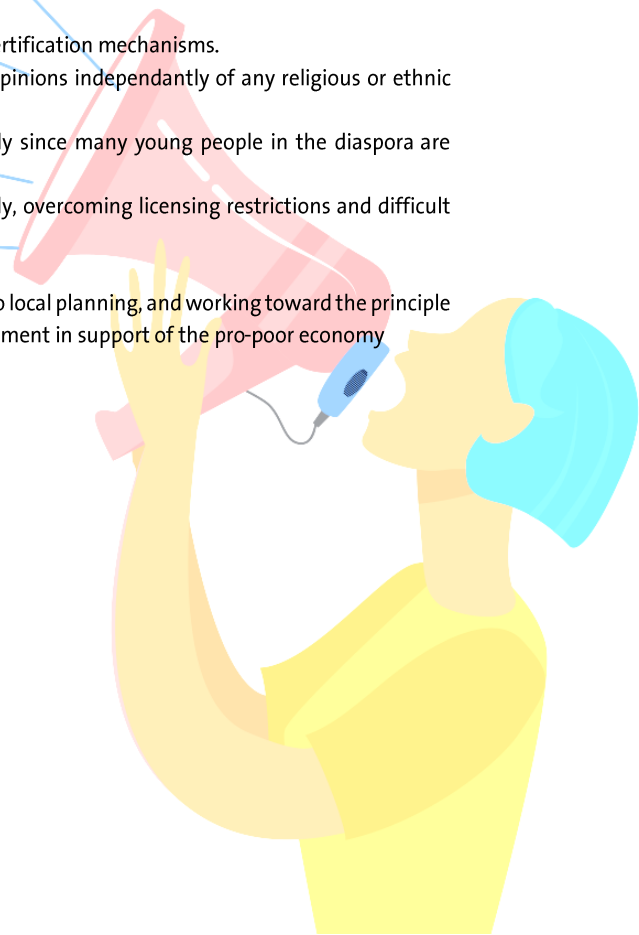 ertification mechanisms.
pinions independantly of any religious or ethnic
ly since many young people in the diaspora are
ly, overcoming licensing restrictions and difficult
o local planning, and working toward the principle
ment in support of the pro-poor economy